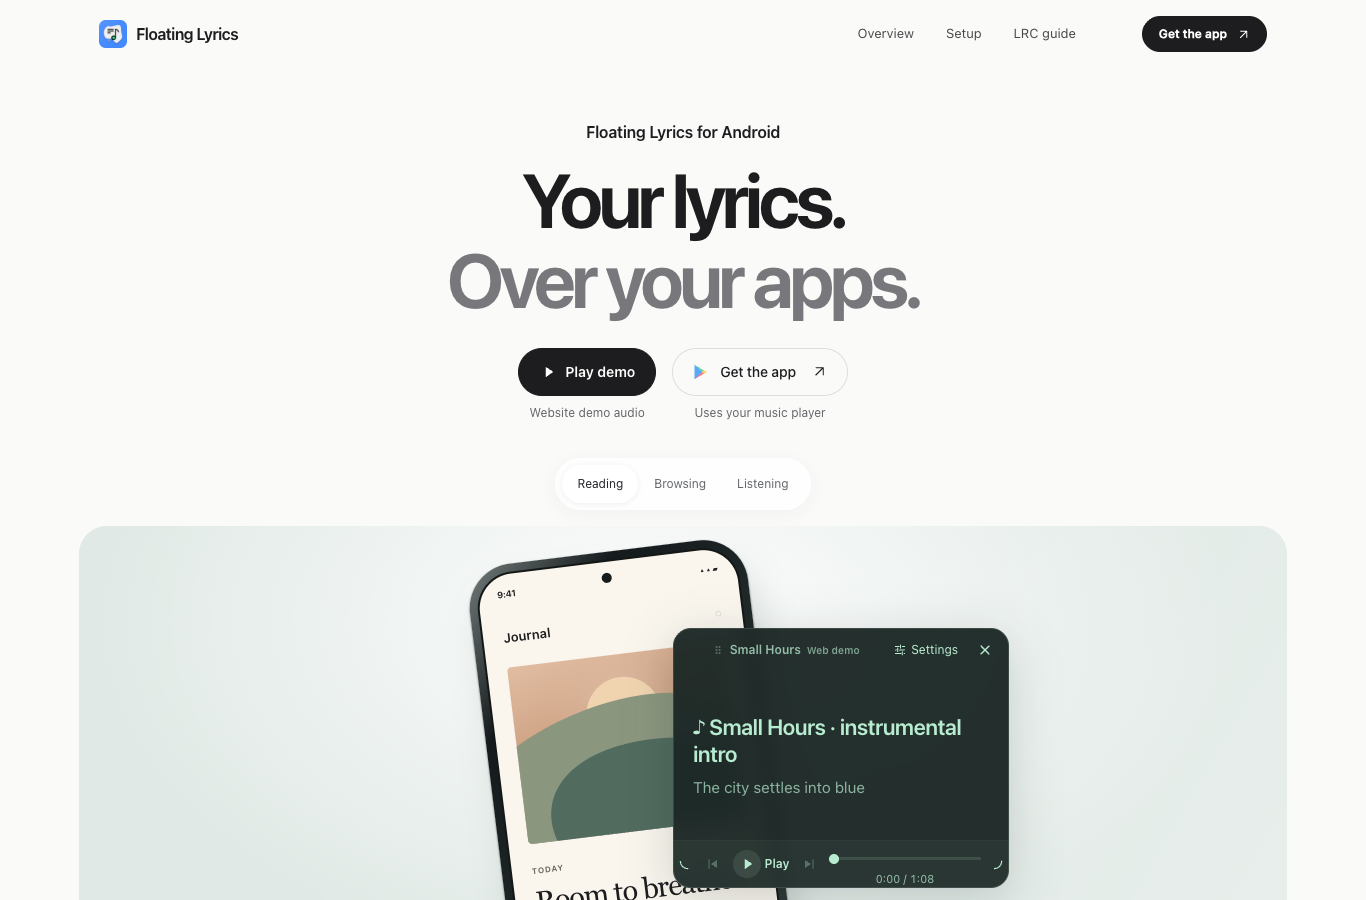 Floating Lyrics
Overview
Setup
LRC guide
Get the app
Floating Lyrics for Android
Your lyrics.
Over your apps.
Play demo
Get the app
Website demo audio
Uses your music player
Reading
Browsing
Listening
9:41
Journal
TODAY
Room to
Small Hours Web demo
Settings
♪ Small Hours · instrumental
intro
The city settles into blue
Play
0:00 / 1:08